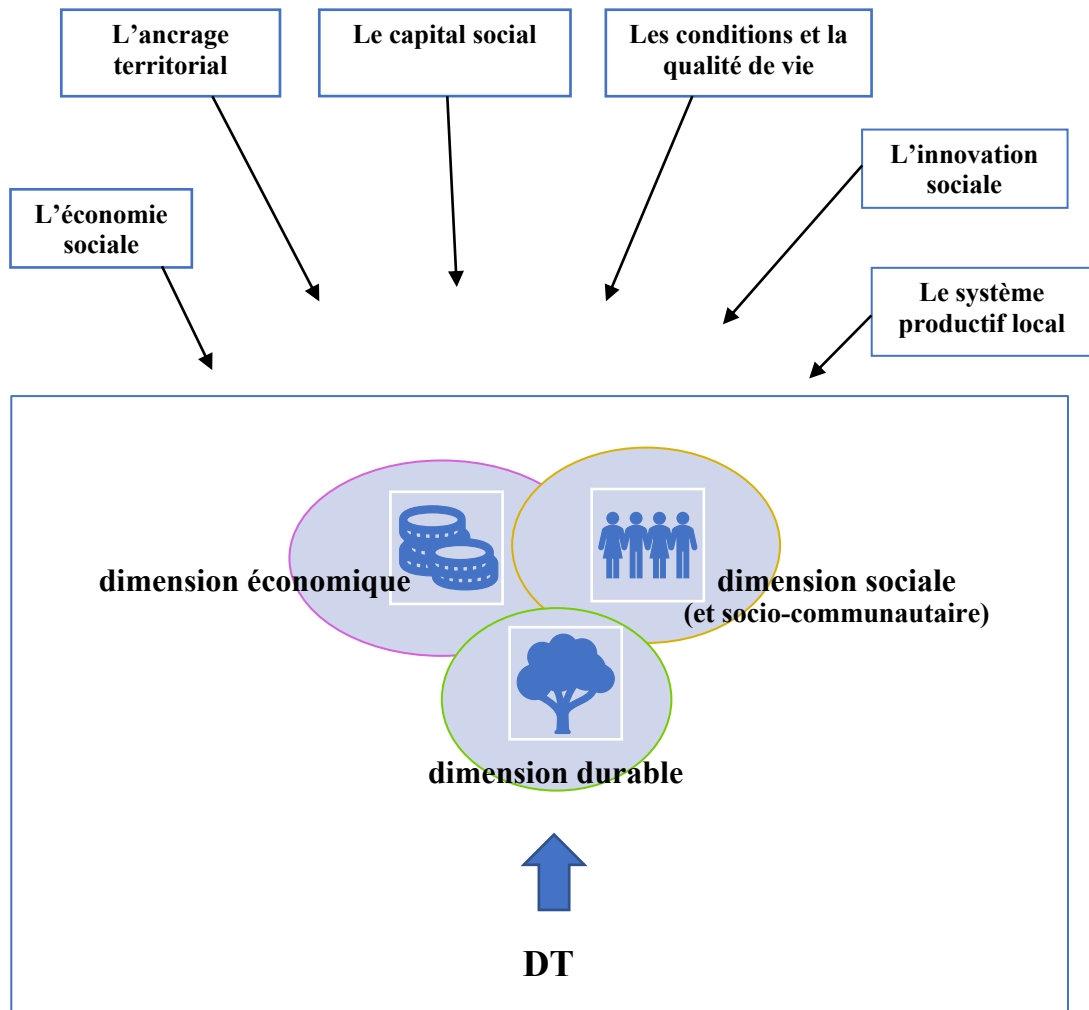 L’ancrage
territorial
Le capital social
Les conditions et la
qualité de vie
L’innovation
sociale
L’économie
sociale
Le système
productif local
dimension économique
dimension sociale
(et socio-communautaire)
dimension durable
DT